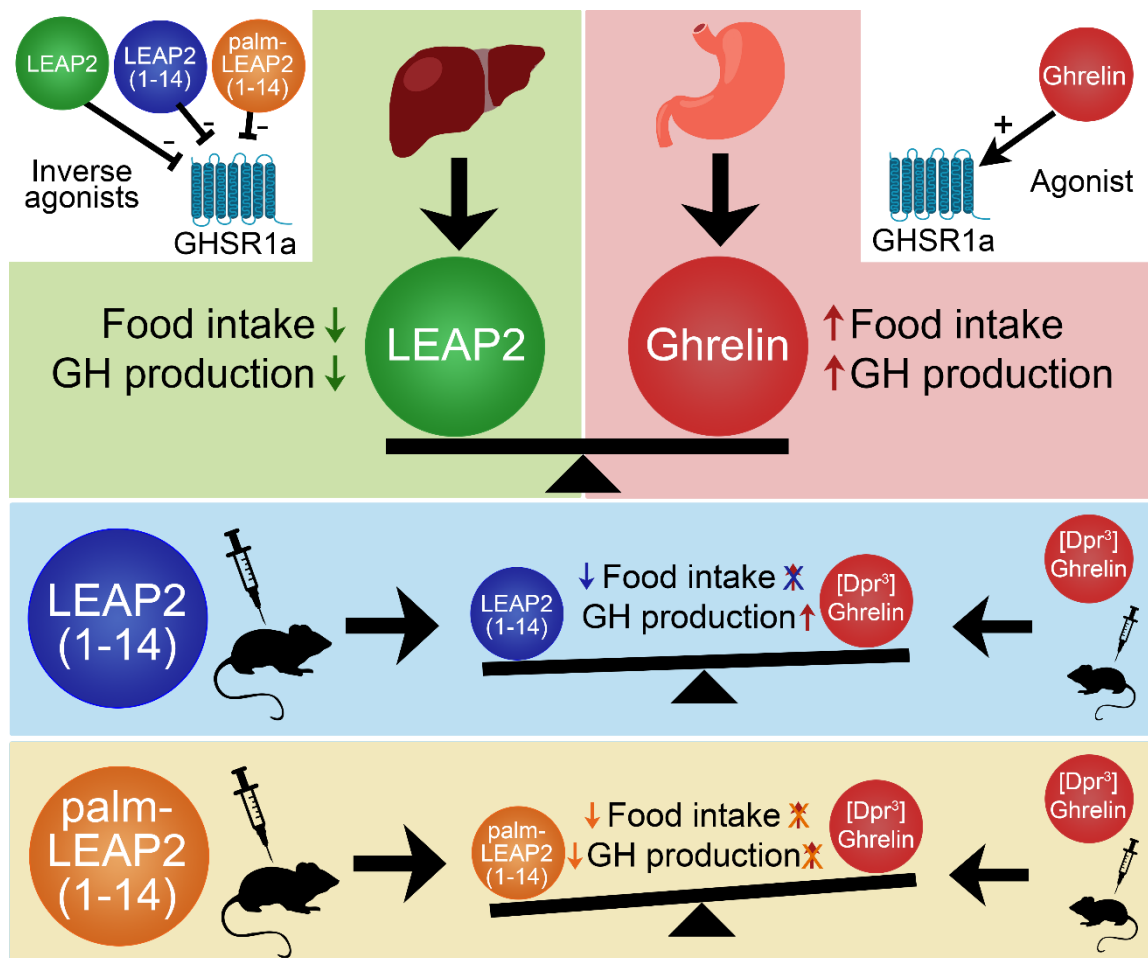 LEAP2
LEAP2
(1-14)
palm-
LEAP2
(1-14)
-
-
-
Inverse
agonists
GHSR1a
Ghrelin
+
Agonist
GHSR1a
Food intake ↓
GH production ↓
LEAP2
Ghrelin
↑ Food intake
↑ GH production
LEAP2
(1-14)
LEAP2
(1-14)
↓ Food intake
GH production ↑
[Dpr³]
Ghrelin
[Dpr³]
Ghrelin
palm-
LEAP2
(1-14)
palm-
LEAP2
(1-14)
↓ Food intake
↓ GH production
[Dpr³]
Ghrelin
[Dpr³]
Ghrelin